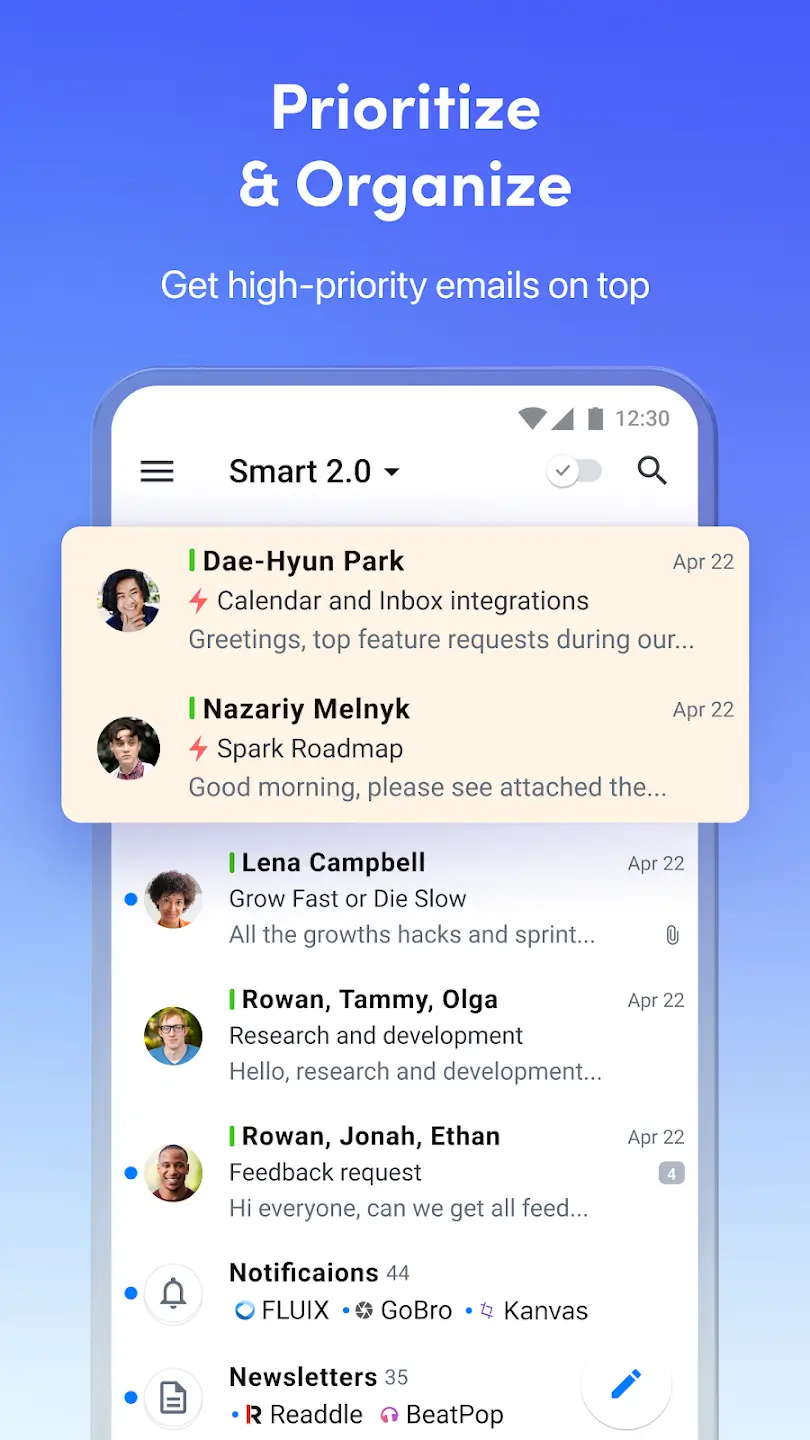 Prioritize
& Organize
Get high-priority emails on top
12:30
Smart 2.0
Dae-Hyun Park Apr 22
Calendar and Inbox integrations
Greetings, top feature requests during our...
Nazariy Melnyk Apr 22
Spark Roadmap
Good morning, please see attached the...
Lena Campbell Apr 22
Grow Fast or Die Slow
All the growths hacks and sprint...
Rowan, Tammy, Olga Apr 22
Research and development
Hello, research and development...
Rowan, Jonah, Ethan Apr 22
Feedback request 4
Hi everyone, can we get all feed...
Notificaions 44
FLUIX GoBro Kanvas
Newsletters 35
Readdle BeatPop